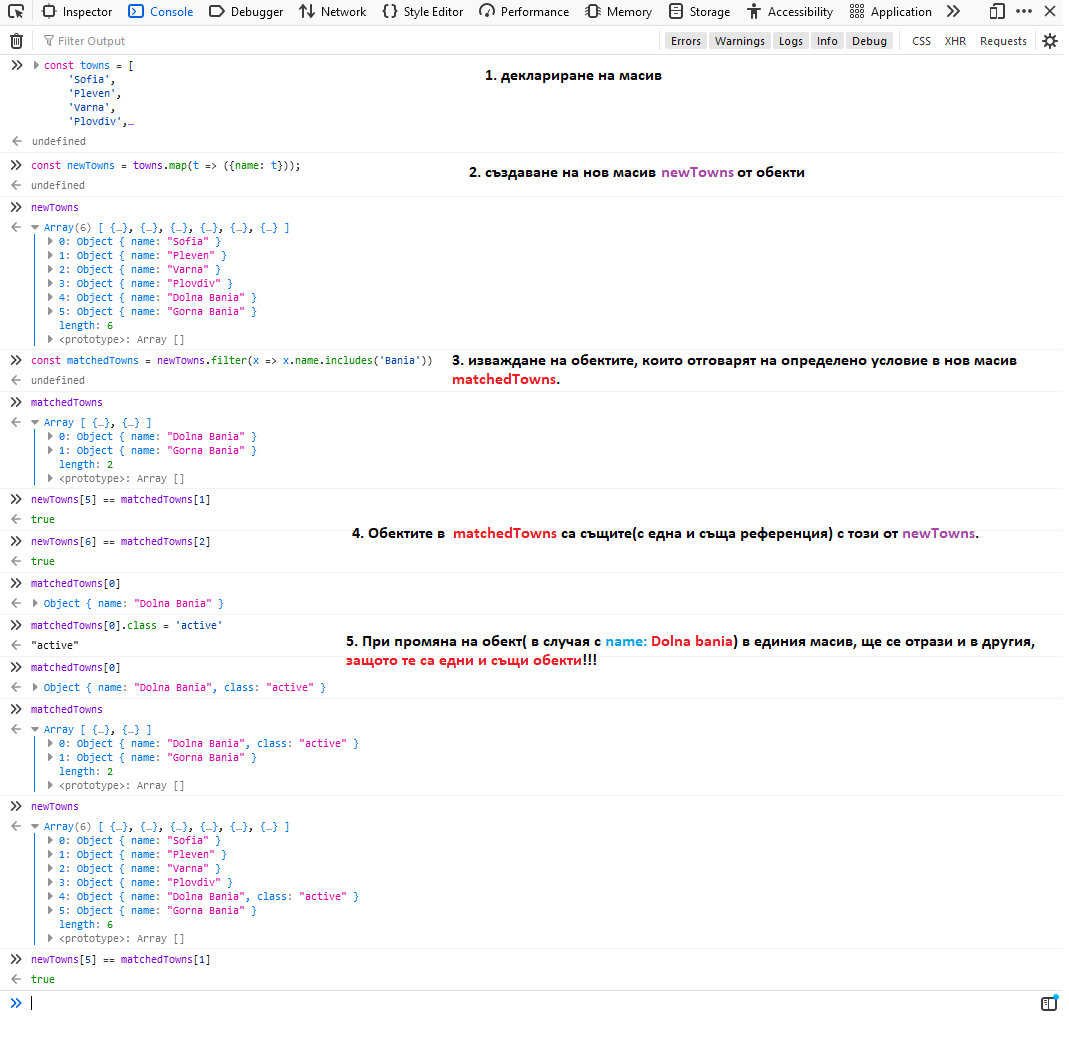 Inspector Console Debugger Network Style Editor Performance Memory Storage Accessibility Application
Filter Output Errors Warnings Logs Info Debug CSS XHR Requests
const towns = [
'Sofia',
'Pleven',
'Varna',
'Plovdiv',…
1. деклариране на масив
undefined
const newTowns = towns.map(t => ({name: t}));
2. създаване на нов масив newTowns от обекти
undefined
newTowns
Array(6) [ {…}, {…}, {…}, {…}, {…}, {…} ]
0: Object { name: "Sofia" }
1: Object { name: "Pleven" }
2: Object { name: "Varna" }
3: Object { name: "Plovdiv" }
4: Object { name: "Dolna Bania" }
5: Object { name: "Gorna Bania" }
length: 6
<prototype>: Array []
const matchedTowns = newTowns.filter(x => x.name.includes('Bania'))
3. изваждане на обектите, които отговарят на определено условие в нов масив
matchedTowns.
undefined
matchedTowns
Array [ {…}, {…} ]
0: Object { name: "Dolna Bania" }
1: Object { name: "Gorna Bania" }
length: 2
<prototype>: Array []
newTowns[5] == matchedTowns[1]
true
4. Обектите в matchedTowns са същите(с една и съща референция) с този от newTowns.
newTowns[6] == matchedTowns[2]
true
matchedTowns[0]
Object { name: "Dolna Bania" }
matchedTowns[0].class = 'active'
"active"
5. При промяна на обект( в случая с name: Dolna bania) в единия масив, ще се отрази и в другия,
защото те са едни и същи обекти!!!
matchedTowns[0]
Object { name: "Dolna Bania", class: "active" }
matchedTowns
Array [ {…}, {…} ]
0: Object { name: "Dolna Bania", class: "active" }
1: Object { name: "Gorna Bania" }
length: 2
<prototype>: Array []
newTowns
Array(6) [ {…}, {…}, {…}, {…}, {…}, {…} ]
0: Object { name: "Sofia" }
1: Object { name: "Pleven" }
2: Object { name: "Varna" }
3: Object { name: "Plovdiv" }
4: Object { name: "Dolna Bania", class: "active" }
5: Object { name: "Gorna Bania" }
length: 6
<prototype>: Array []
newTowns[5] == matchedTowns[1]
true